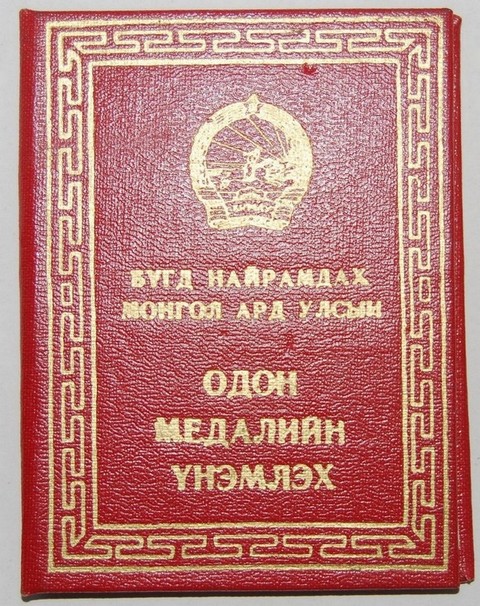 БҮГД НАЙРАМДАХ
МОНГОЛ АРД УЛСЫН
ОДОН
МЕДАЛИЙН
ҮНЭМЛЭХ